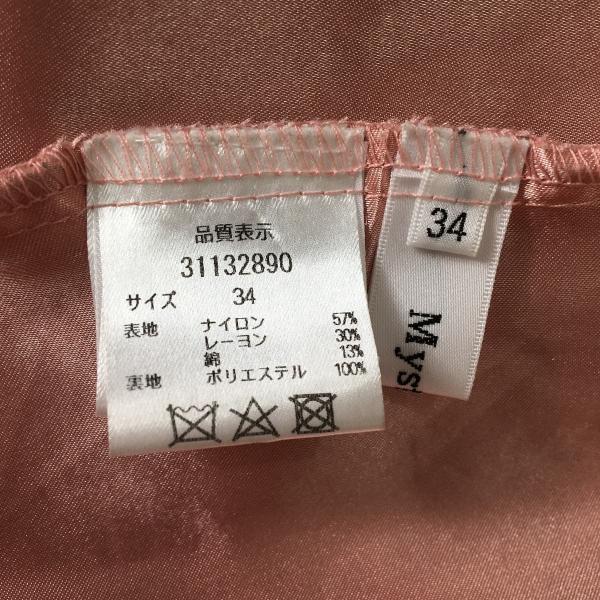 品質表示
31132890
サイズ 34
表地 ナイロン 57%
レーヨン 30%
綿 13%
裏地 ポリエステル 100%
34
Mys